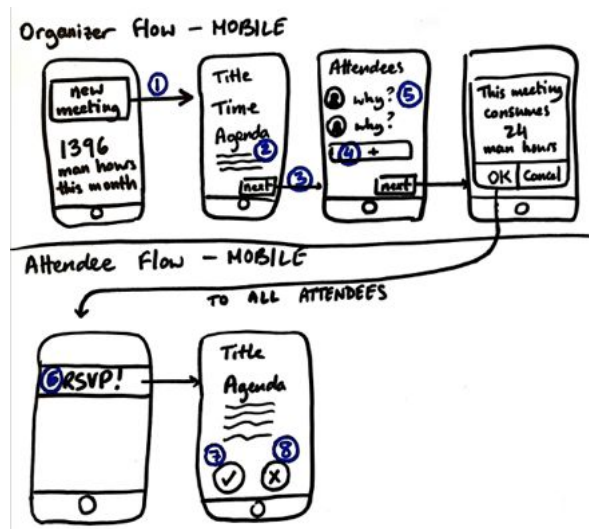 Organizer Flow – MOBILE
new
meeting
1
1396
man hours
this month
Title
Time
Agenda
2
next
3
Attendees
why? 5
why?
4 +
next
This meeting
consumes
24
man hours
OK Cancel
Attendee Flow – MOBILE
TO ALL ATTENDEES
6 RSVP!
Title
Agenda
7 8